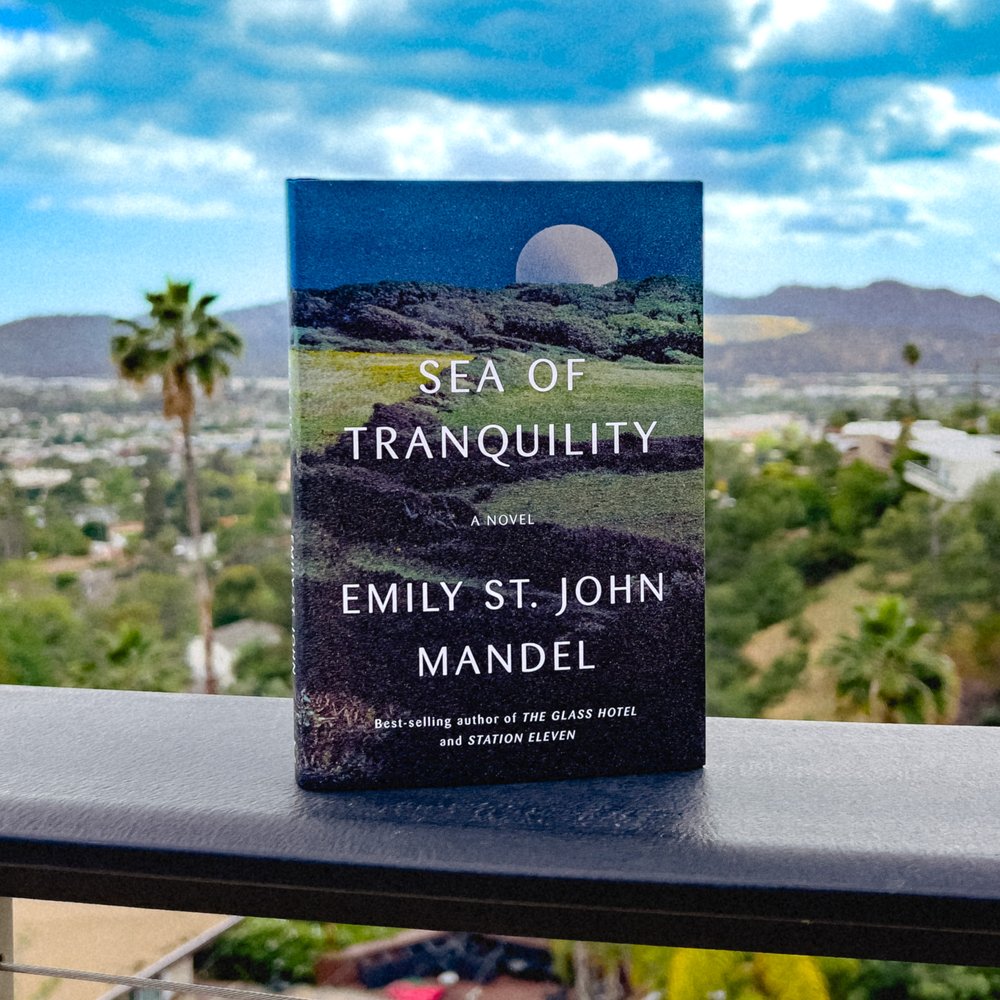 SEA OF
TRANQUILITY
A NOVEL
EMILY ST. JOHN
MANDEL
Best-selling author of THE GLASS HOTEL
and STATION ELEVEN